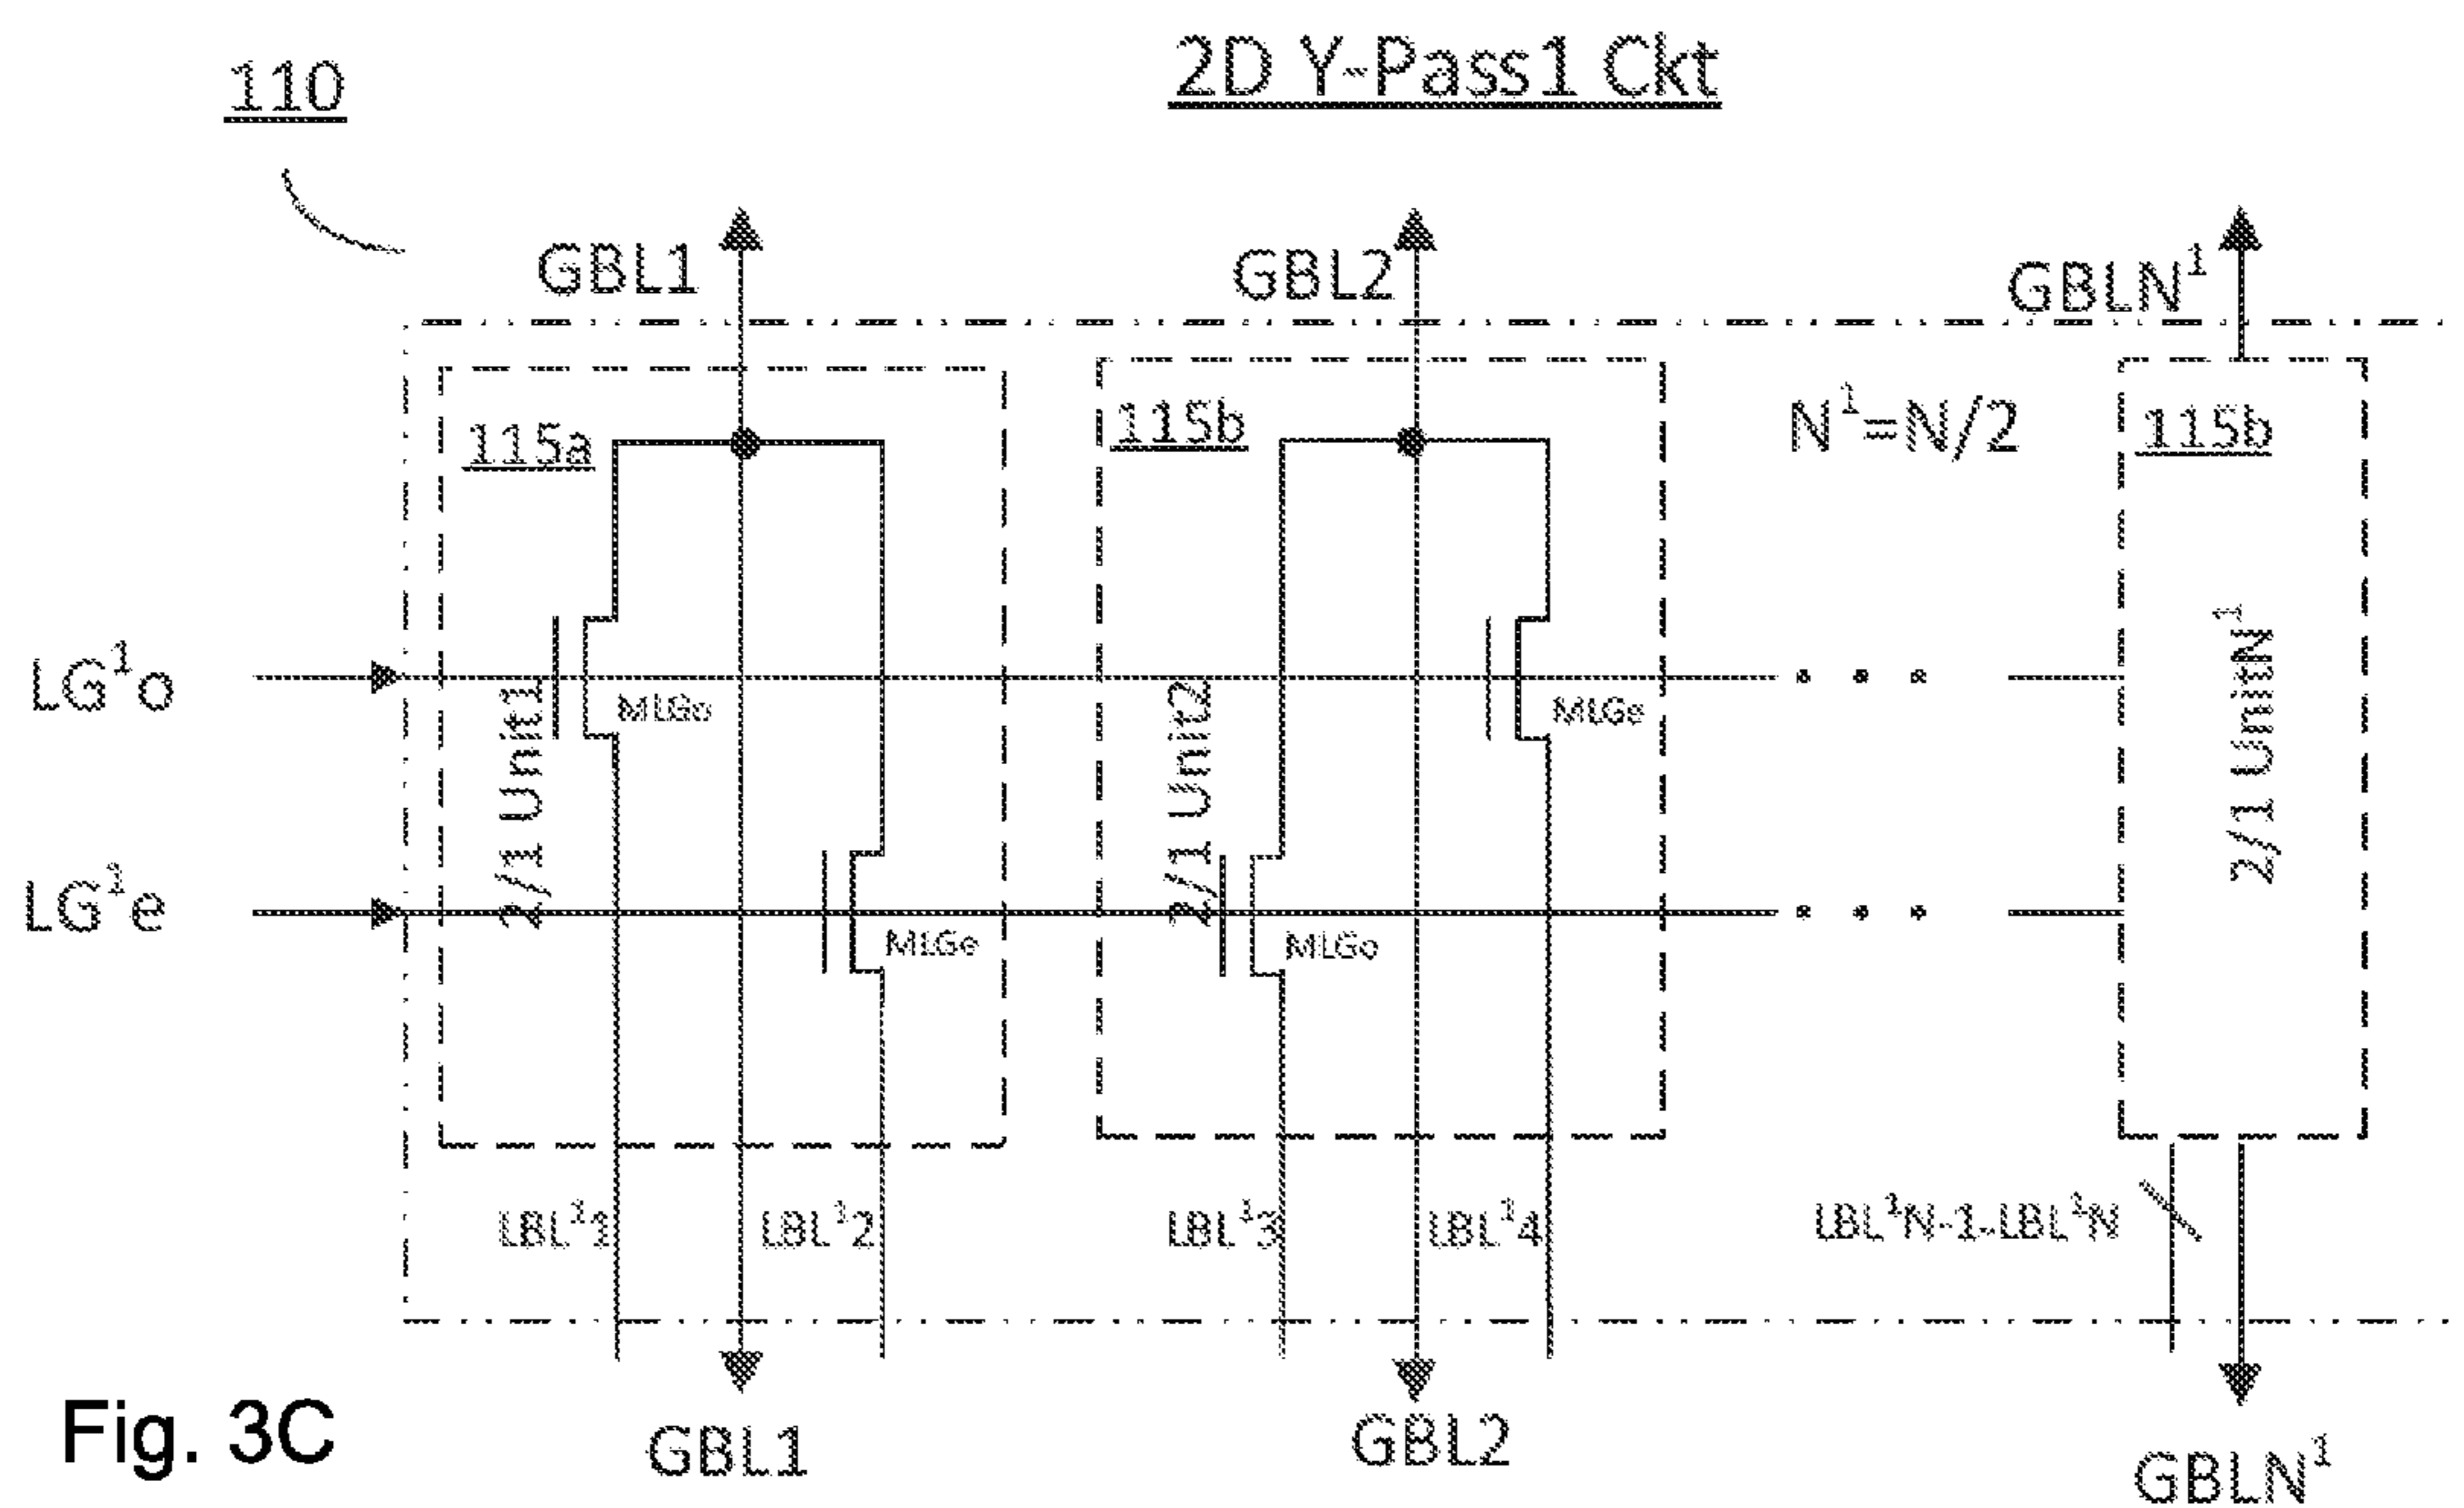 2D Y-Pass1 Ckt
110
GBL1
GBL2
GBLN¹
115a
115b
N¹=N/2
115b
LG¹o
2/1 Unit1
MLGo
2/1 Unit2
MLGe
• • •
2/1 UnitN¹
LG¹e
MLGe
MLGo
• • •
LBL¹1
LBL¹2
LBL¹3
LBL¹4
LBL¹N-1-LBL¹N
Fig. 3C
GBL1
GBL2
GBLN¹